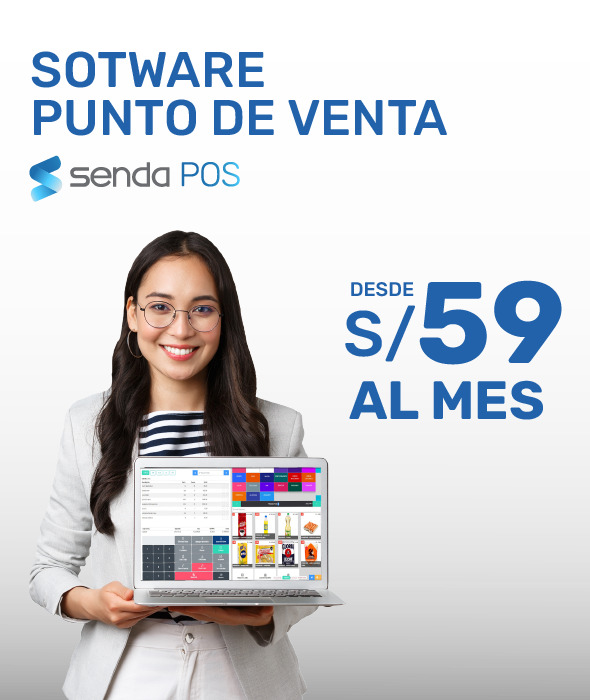 SOTWARE
PUNTO DE VENTA
senda POS
DESDE
S/59
AL MES